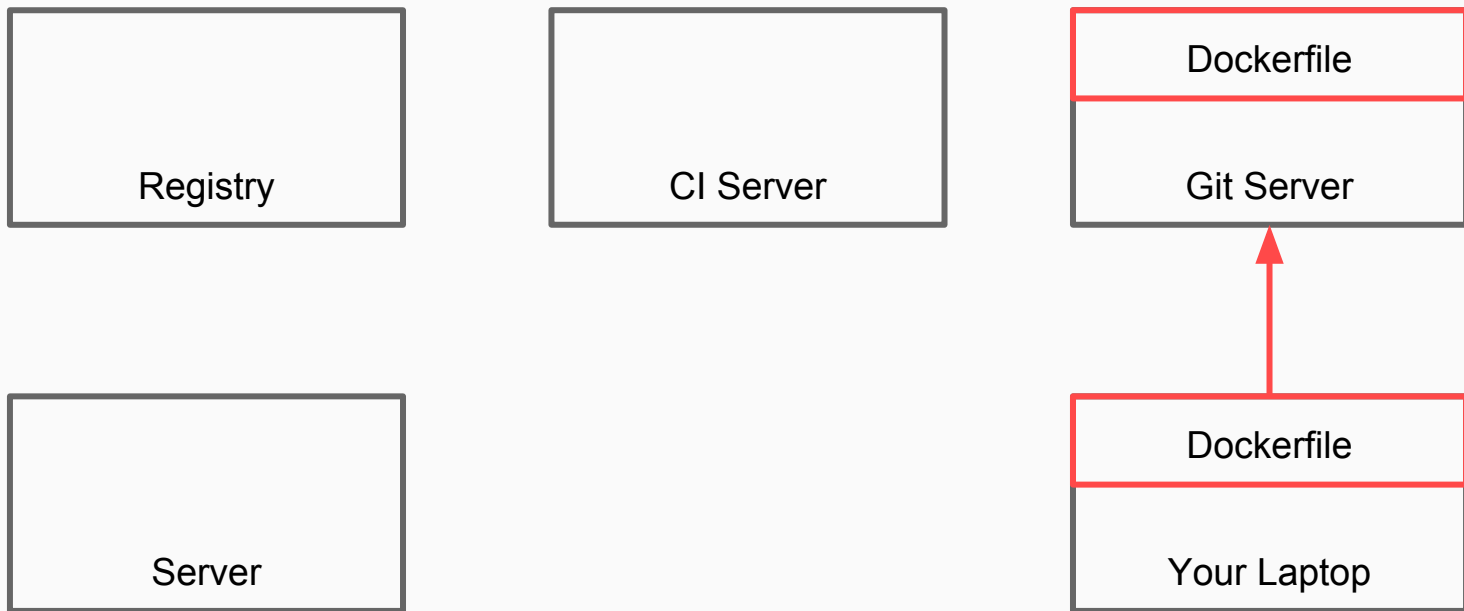 Dockerfile
Registry
CI Server
Git Server
Dockerfile
Server
Your Laptop